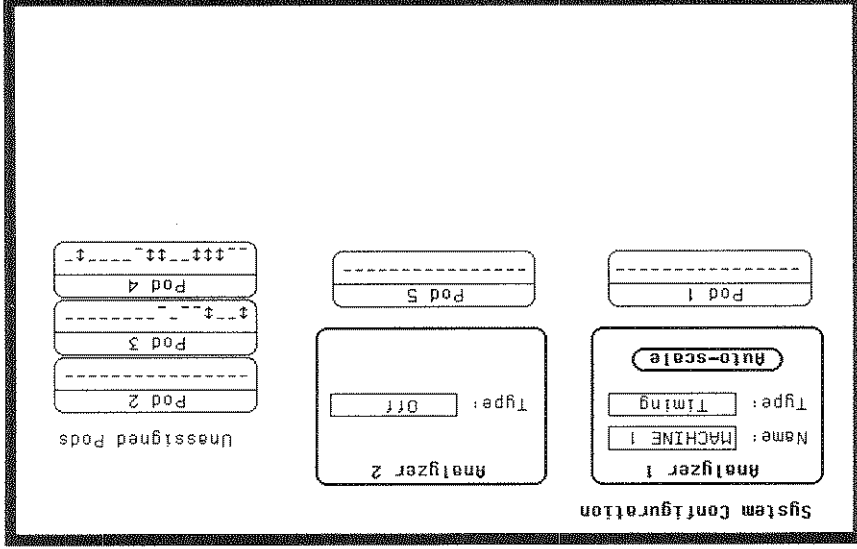 System Configuration
Analyzer 1
Name: MACHINE 1
Type: Timing
Auto-scale
Pod 1
Analyzer 2
Type: Off
Pod 5
Unassigned Pods
Pod 2
Pod 3
Pod 4